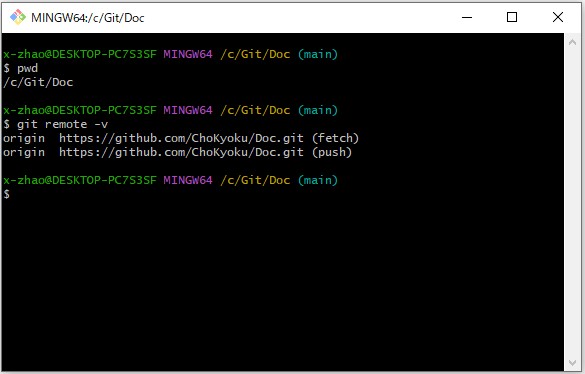 MINGW64:/c/Git/Doc
x-zhao@DESKTOP-PC7S3SF MINGW64 /c/Git/Doc (main)
$ pwd
/c/Git/Doc
x-zhao@DESKTOP-PC7S3SF MINGW64 /c/Git/Doc (main)
$ git remote -v
origin  https://github.com/ChoKyoku/Doc.git (fetch)
origin  https://github.com/ChoKyoku/Doc.git (push)
x-zhao@DESKTOP-PC7S3SF MINGW64 /c/Git/Doc (main)
$